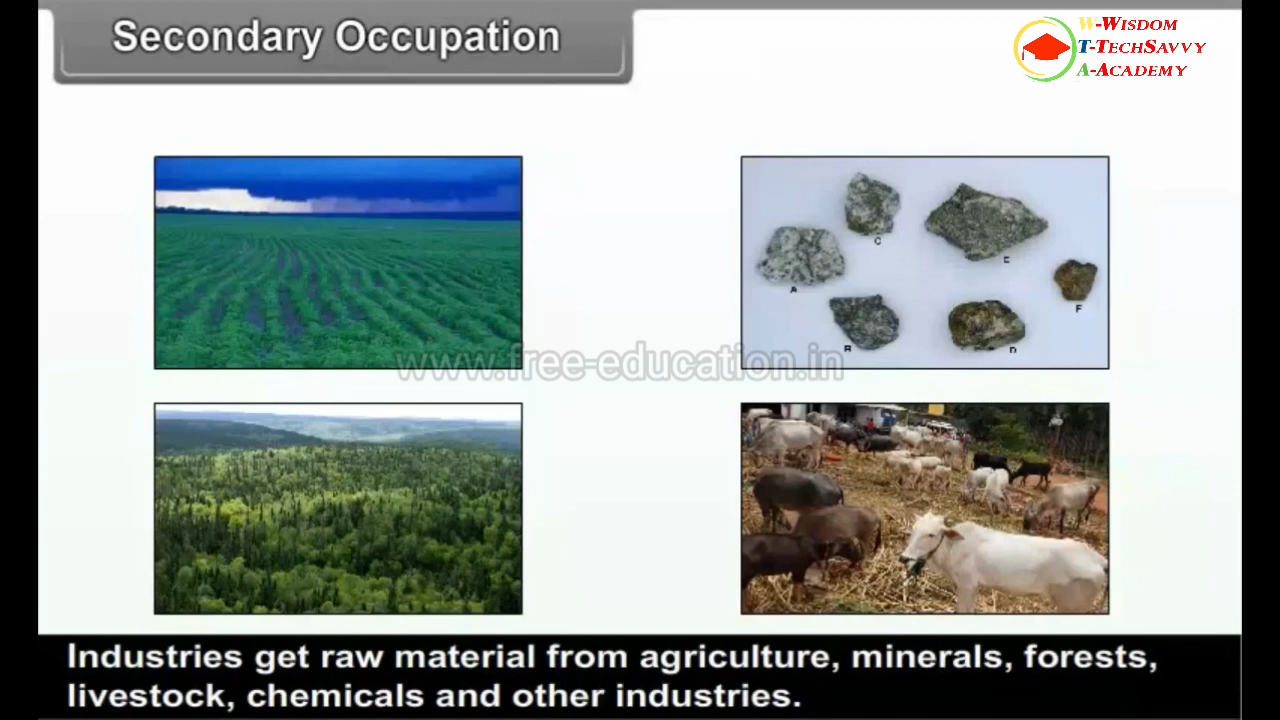 Secondary Occupation
W-WISDOM
T-TECHSAVVY
A-ACADEMY
C
E
A
F
B
D
www.free-education.in
Industries get raw material from agriculture, minerals, forests,
livestock, chemicals and other industries.